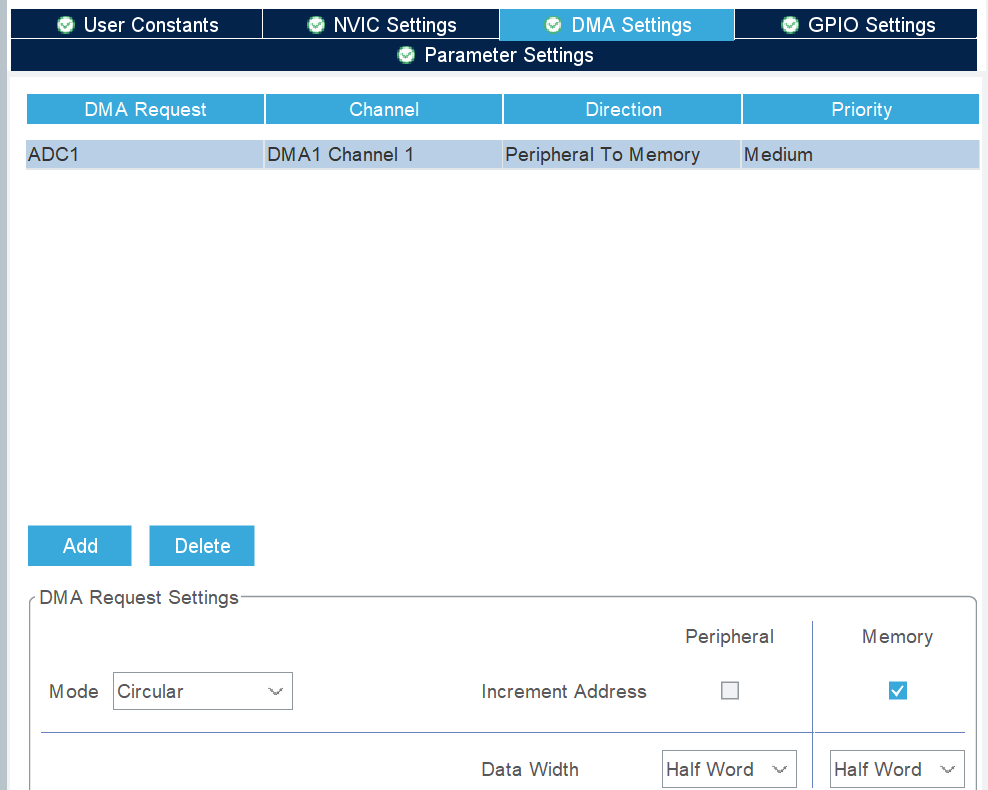 User Constants NVIC Settings DMA Settings GPIO Settings
Parameter Settings
DMA Request Channel Direction Priority
ADC1 DMA1 Channel 1 Peripheral To Memory Medium
Add Delete
DMA Request Settings
Peripheral Memory
Mode Circular Increment Address
Data Width Half Word Half Word